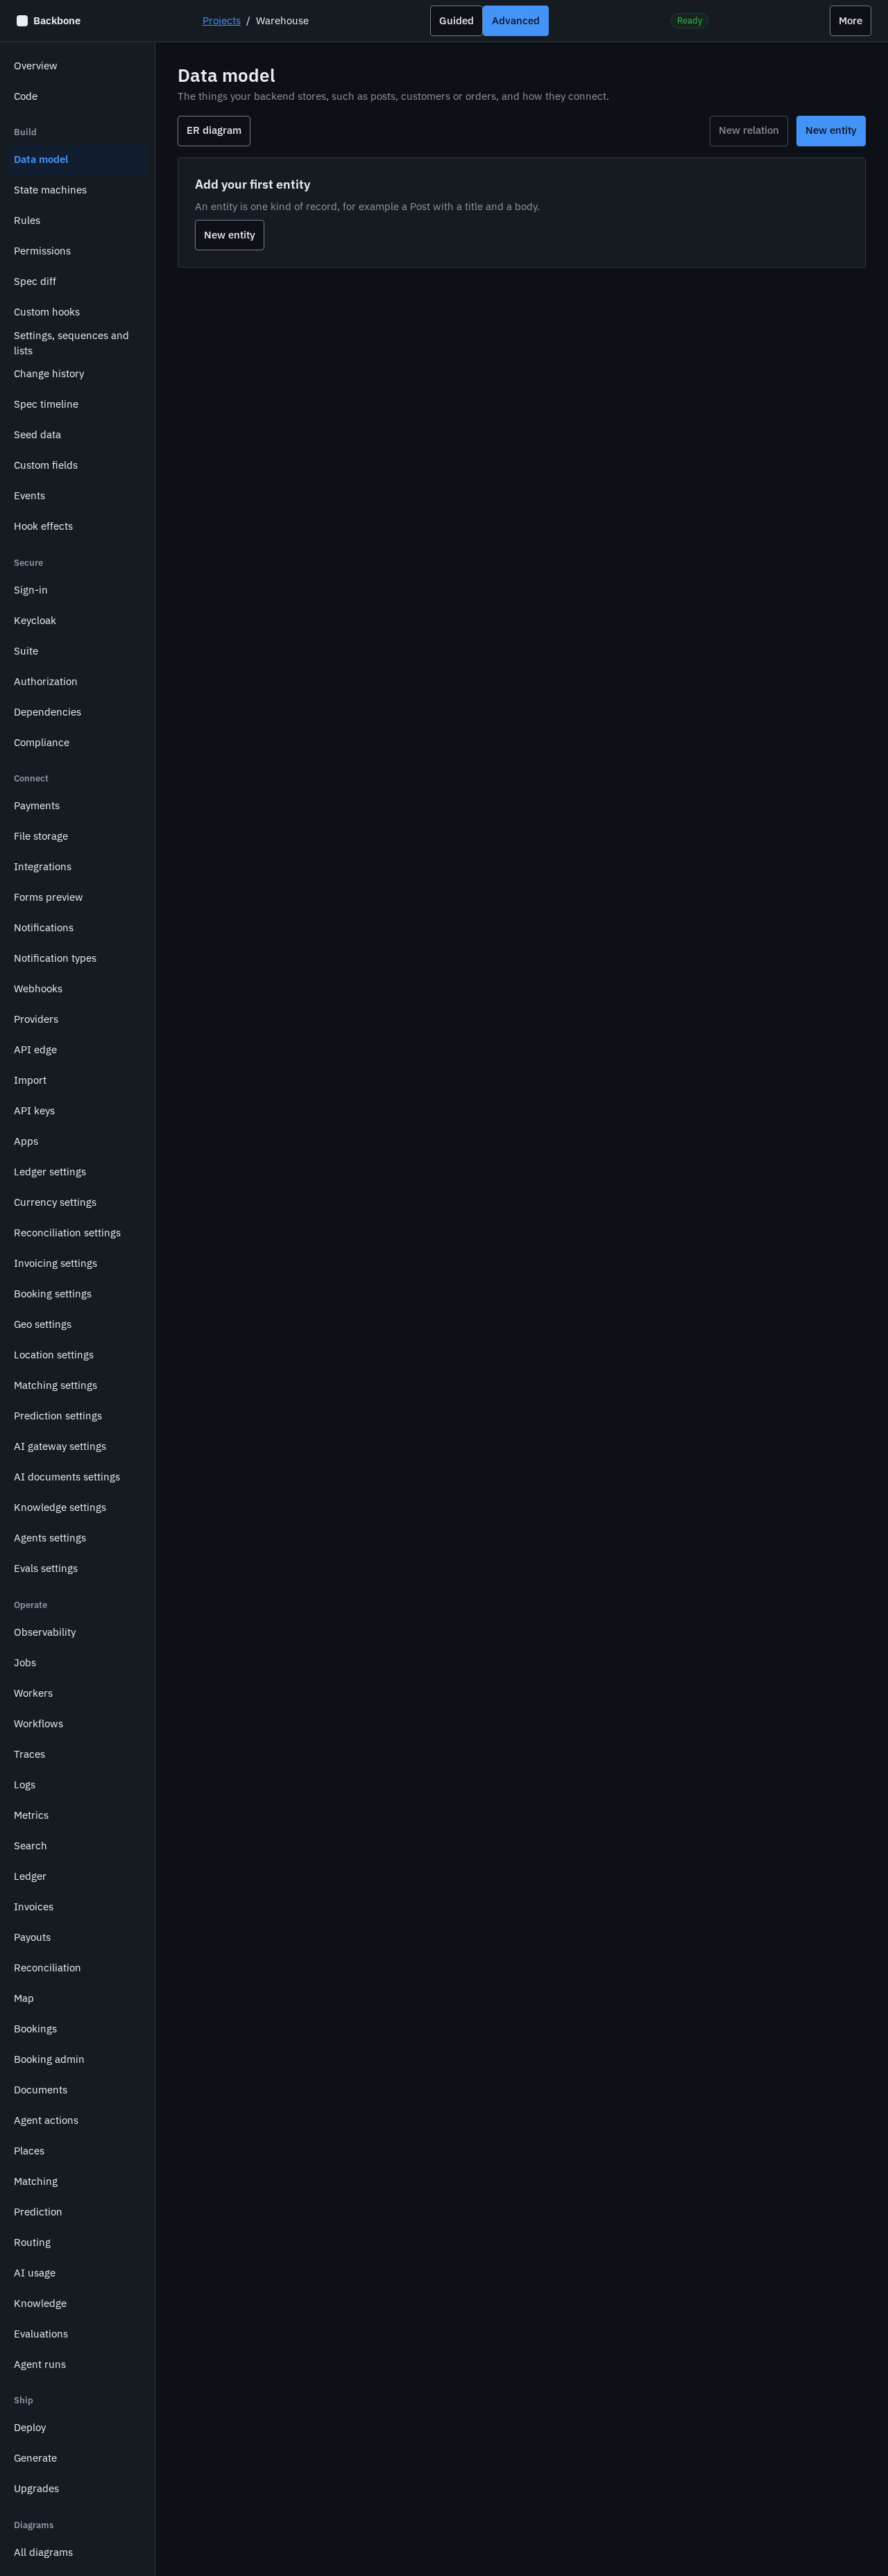 Backbone
Projects / Warehouse
Guided
Advanced
Ready
More
Overview
Code
Build
Data model
State machines
Rules
Permissions
Spec diff
Custom hooks
Settings, sequences and
lists
Change history
Spec timeline
Seed data
Custom fields
Events
Hook effects
Secure
Sign-in
Keycloak
Suite
Authorization
Dependencies
Compliance
Connect
Payments
File storage
Integrations
Forms preview
Notifications
Notification types
Webhooks
Providers
API edge
Import
API keys
Apps
Ledger settings
Currency settings
Reconciliation settings
Invoicing settings
Booking settings
Geo settings
Location settings
Matching settings
Prediction settings
AI gateway settings
AI documents settings
Knowledge settings
Agents settings
Evals settings
Operate
Observability
Jobs
Workers
Workflows
Traces
Logs
Metrics
Search
Ledger
Invoices
Payouts
Reconciliation
Map
Bookings
Booking admin
Documents
Agent actions
Places
Matching
Prediction
Routing
AI usage
Knowledge
Evaluations
Agent runs
Ship
Deploy
Generate
Upgrades
Diagrams
All diagrams
Data model
The things your backend stores, such as posts, customers or orders, and how they connect.
ER diagram
New relation
New entity
Add your first entity
An entity is one kind of record, for example a Post with a title and a body.
New entity